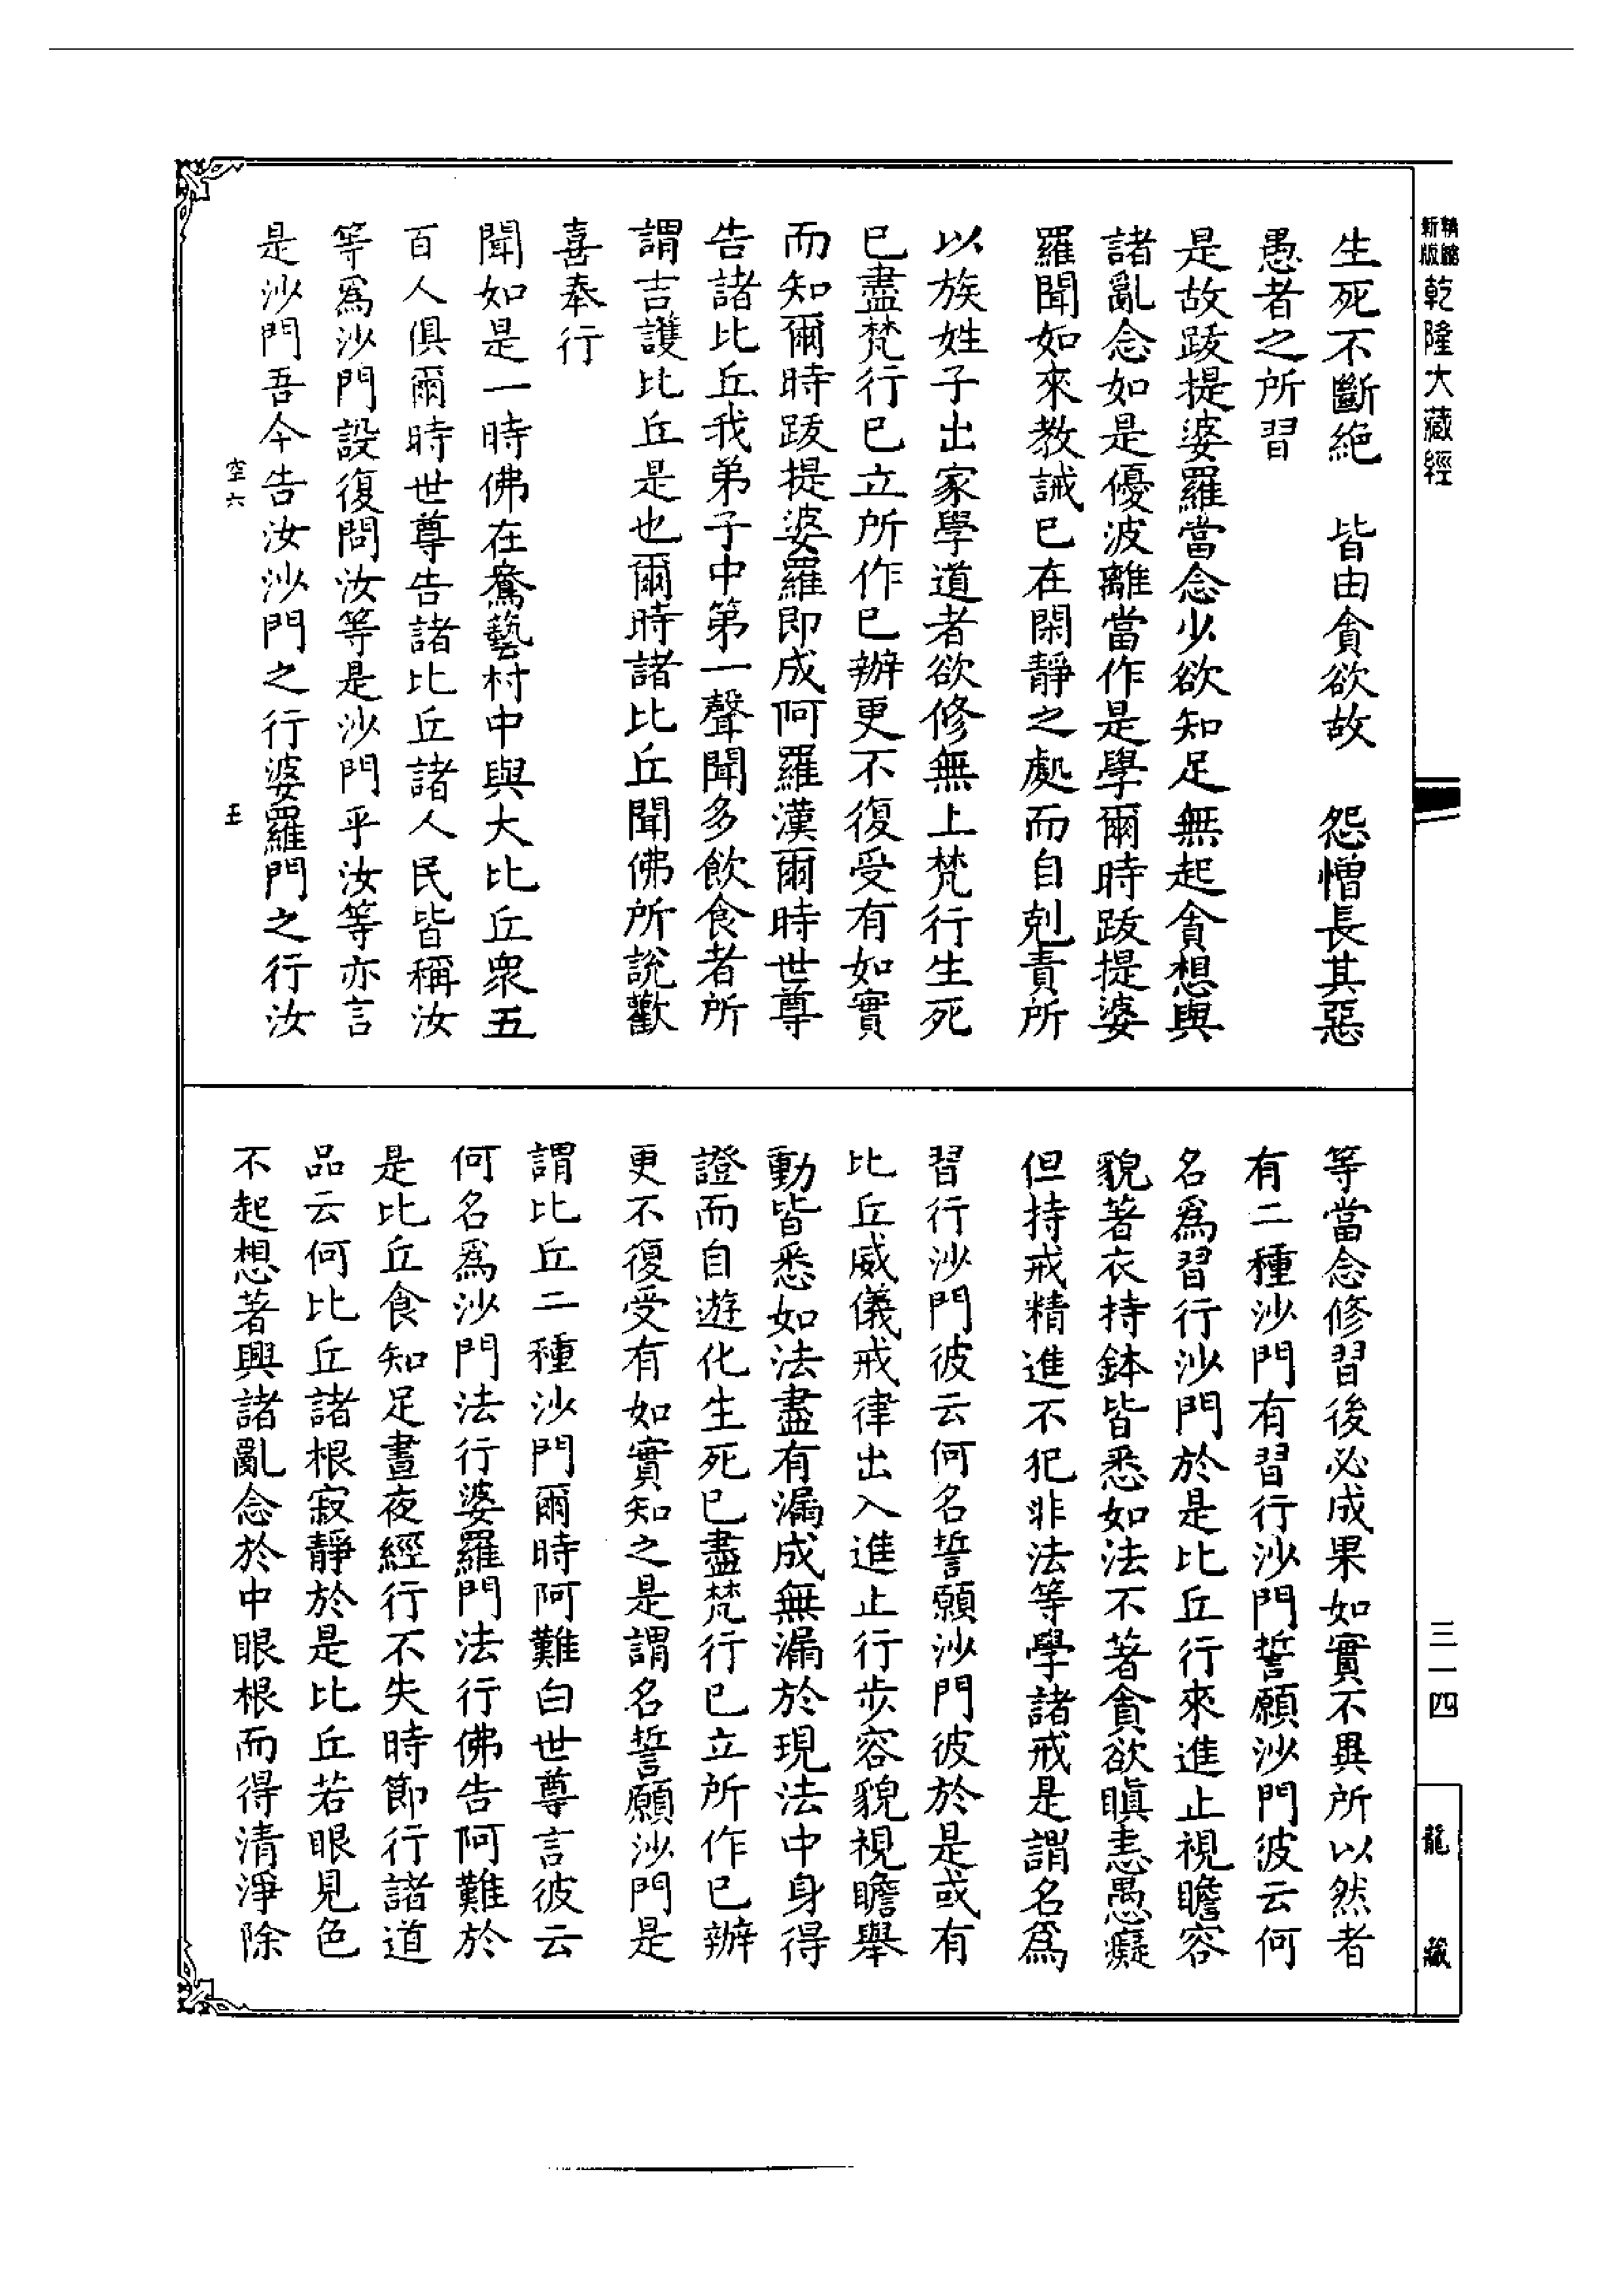 新版精縮乾隆大藏經
三一四
龍藏
生死不斷絕　皆由貪欲故　怨憎長其惡
愚者之所習
是故跋提婆羅當念少欲知足無起貪想與
諸亂念如是優波離當作是學爾時跋提婆
羅聞如來教誡已在閑靜之處而自剋責所
以族姓子出家學道者欲修無上梵行生死
已盡梵行已立所作已辦更不復受有如實
而知爾時跋提婆羅即成阿羅漢爾時世尊
告諸比丘我弟子中第一聲聞多飲食者所
謂吉護比丘是也爾時諸比丘聞佛所說歡
喜奉行
聞如是一時佛在鴦藝村中與大比丘眾五
百人俱爾時世尊告諸比丘諸人民皆稱汝
等為沙門設復問汝等是沙門乎汝等亦言
是沙門吾今告汝沙門之行婆羅門之行汝
空六　王
等當念修習後必成果如實不異所以然者
有二種沙門有習行沙門誓願沙門彼云何
名為習行沙門於是比丘行來進止視瞻容
貌著衣持鉢皆悉如法不著貪欲瞋恚愚癡
但持戒精進不犯非法等學諸戒是謂名為
習行沙門彼云何名誓願沙門彼於是或有
比丘威儀戒律出入進止行步容貌視瞻舉
動皆悉如法盡有漏成無漏於現法中身得
證而自遊化生死已盡梵行已立所作已辦
更不復受有如實知之是謂名誓願沙門是
謂比丘二種沙門爾時阿難白世尊言彼云
何名為沙門法行婆羅門法行佛告阿難於
是比丘食知足晝夜經行不失時節行諸道
品云何比丘諸根寂靜於是比丘若眼見色
不起想著興諸亂念於中眼根而得清淨除